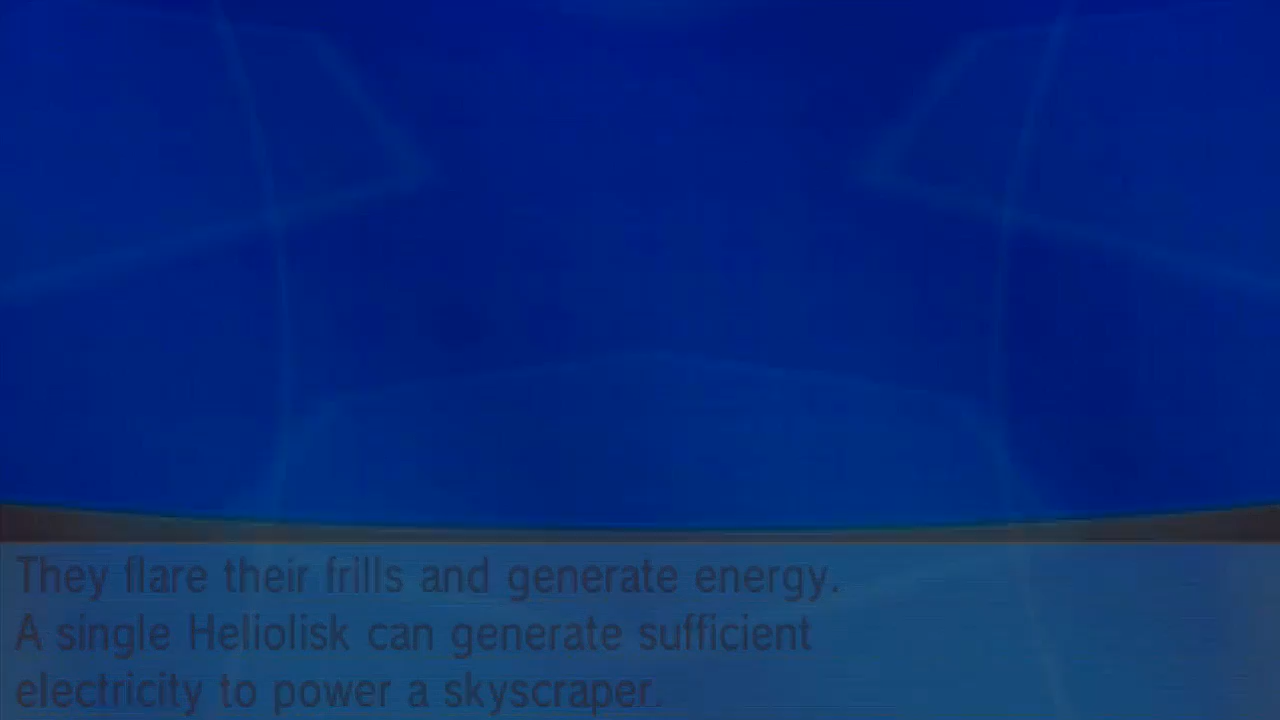 They flare their frills and generate energy.
A single Heliolisk can generate sufficient
electricity to power a skyscraper.